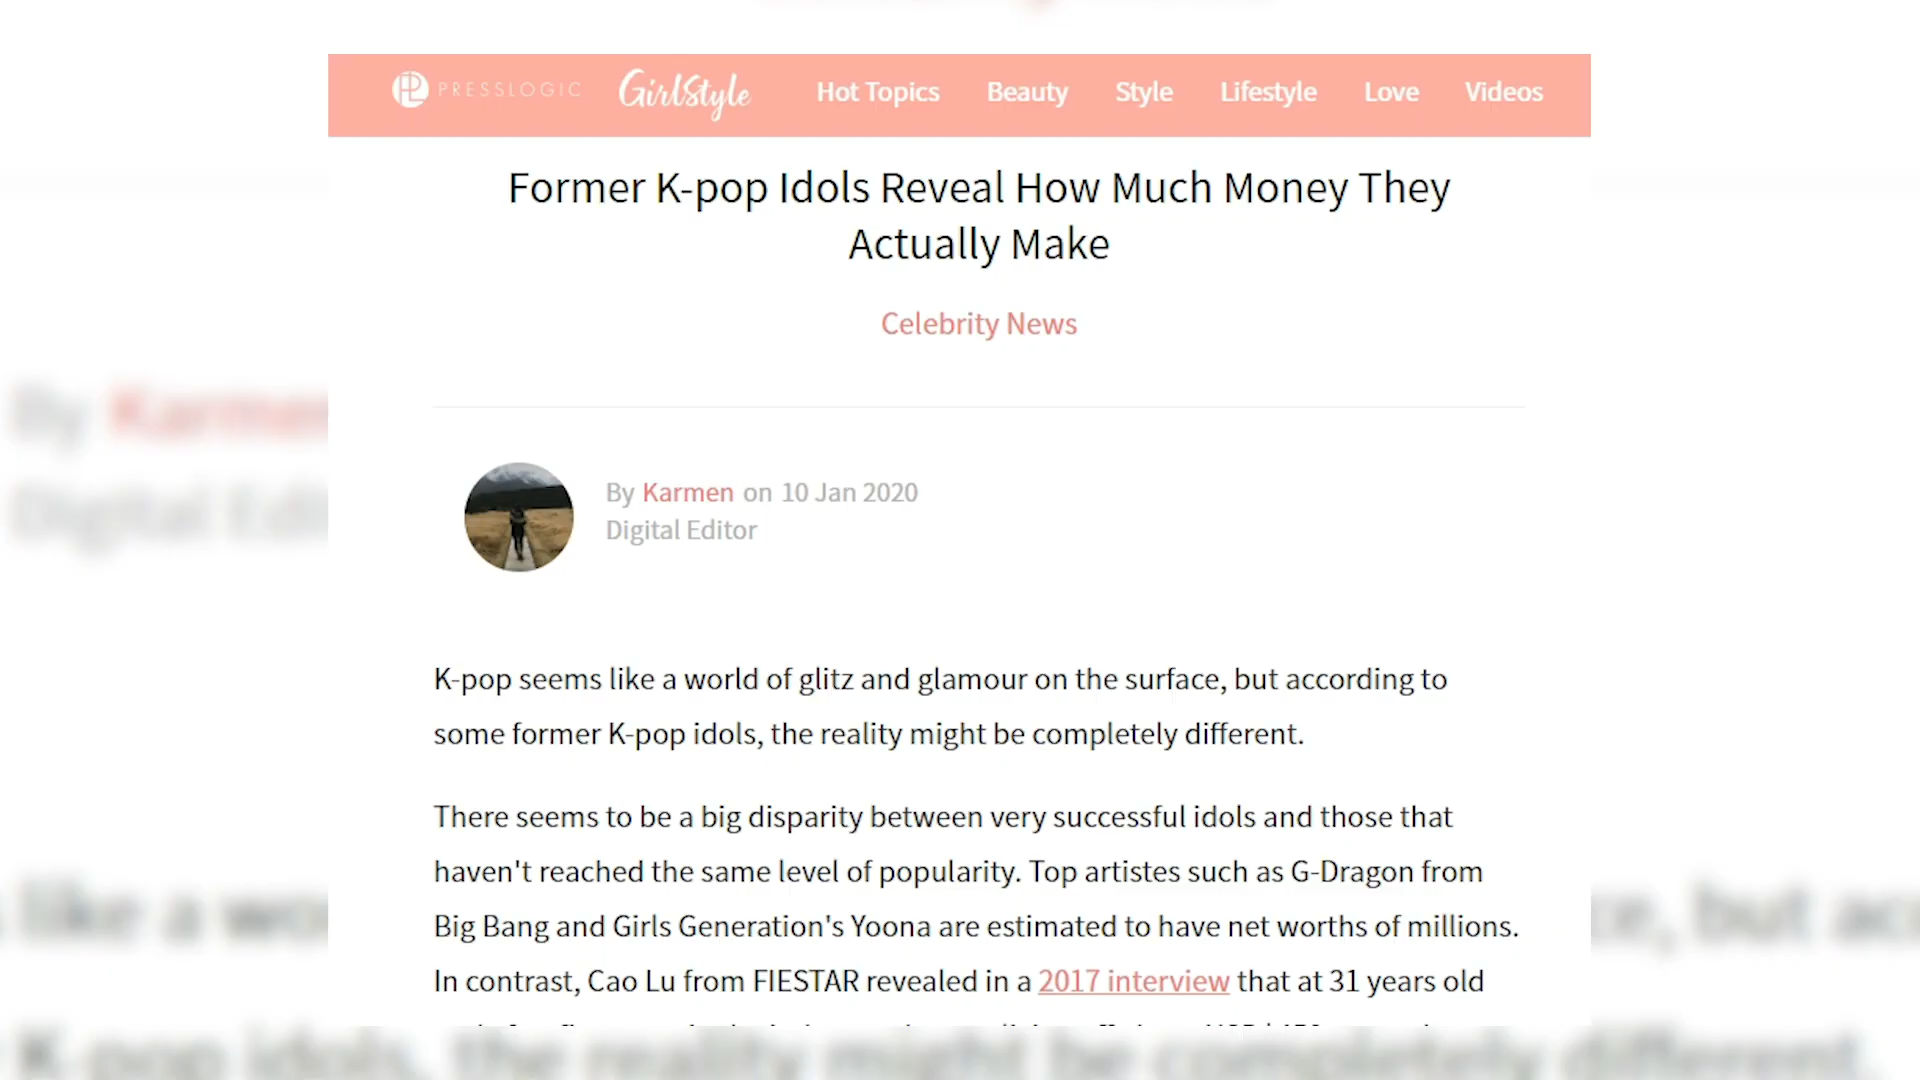 PRESSLOGIC GirlStyle Hot Topics Beauty Style Lifestyle Love Videos
Former K-pop Idols Reveal How Much Money They
Actually Make
Celebrity News
By Karmen on 10 Jan 2020
Digital Editor
K-pop seems like a world of glitz and glamour on the surface, but according to
some former K-pop idols, the reality might be completely different.
There seems to be a big disparity between very successful idols and those that
haven't reached the same level of popularity. Top artistes such as G-Dragon from
Big Bang and Girls Generation's Yoona are estimated to have net worths of millions.
In contrast, Cao Lu from FIESTAR revealed in a 2017 interview that at 31 years old